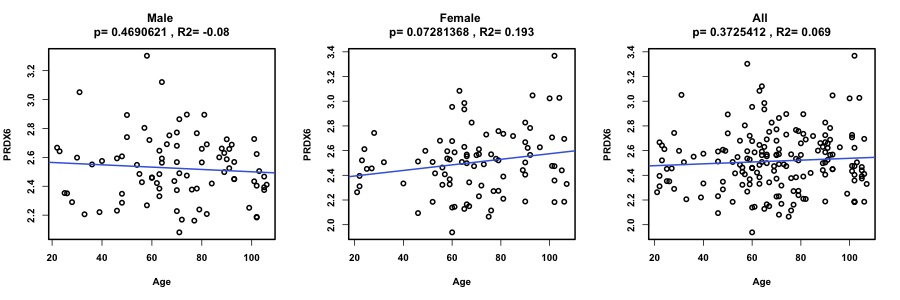 Male
p= 0.4690621 , R2= -0.08
PRDX6
3.2
3.0
2.8
2.6
2.4
2.2
20 40 60 80 100
Age
Female
p= 0.07281368 , R2= 0.193
PRDX6
3.4
3.2
3.0
2.8
2.6
2.4
2.2
2.0
20 40 60 80 100
Age
All
p= 0.3725412 , R2= 0.069
PRDX6
3.4
3.2
3.0
2.8
2.6
2.4
2.2
2.0
20 40 60 80 100
Age